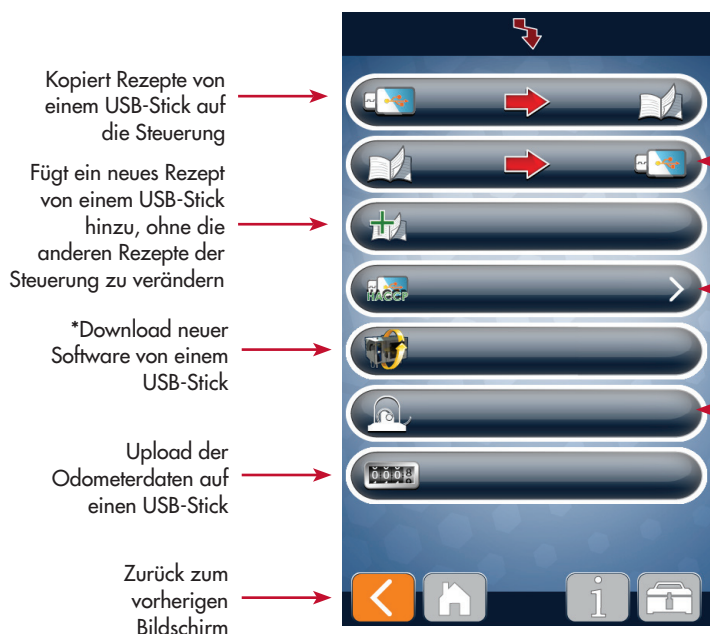 Kopiert Rezepte von
einem USB-Stick auf
die Steuerung
Fügt ein neues Rezept
von einem USB-Stick
hinzu, ohne die
anderen Rezepte der
Steuerung zu verändern
HACCP
*Download neuer
Software von einem
USB-Stick
Upload der
Odometerdaten auf
einen USB-Stick
0008
Zurück zum
vorherigen
Bildschirm
i